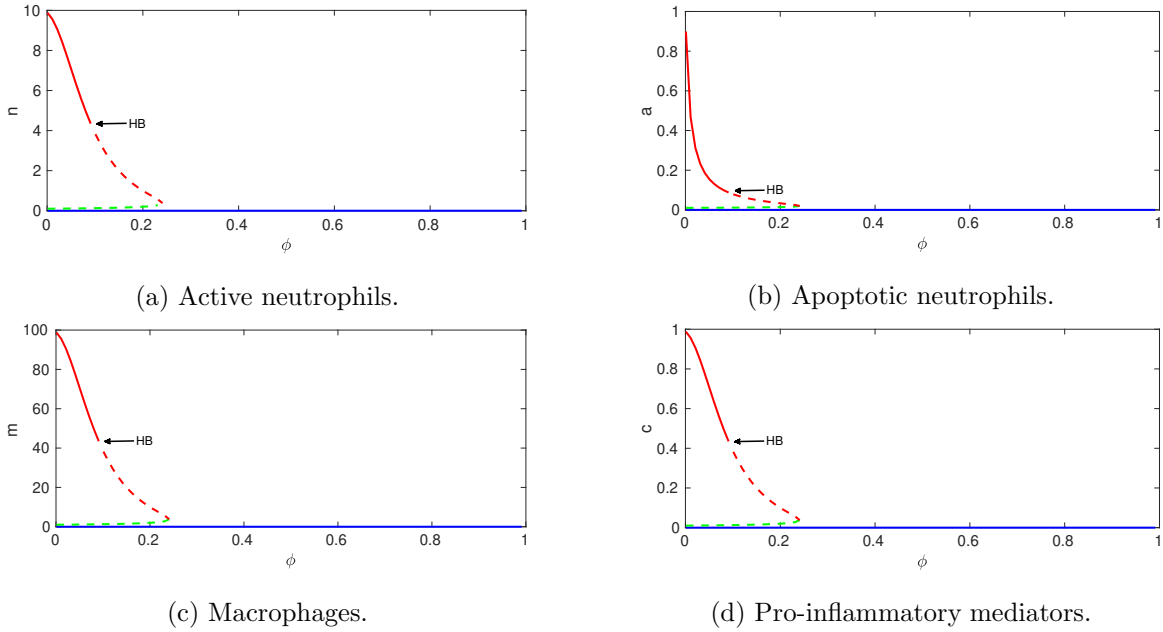 10
8
6
4
2
0
n
HB
0 0.2 0.4 0.6 0.8 1
ϕ
(a) Active neutrophils.
1
0.8
0.6
0.4
0.2
0
a
HB
0 0.2 0.4 0.6 0.8 1
ϕ
(b) Apoptotic neutrophils.
100
80
60
40
20
0
m
HB
0 0.2 0.4 0.6 0.8 1
ϕ
(c) Macrophages.
1
0.8
0.6
0.4
0.2
0
c
HB
0 0.2 0.4 0.6 0.8 1
ϕ
(d) Pro-inflammatory mediators.